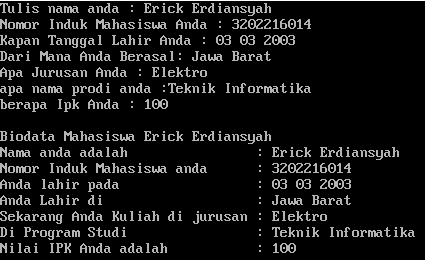 Tulis nama anda : Erick Erdiansyah
Nomor Induk Mahasiswa Anda : 3202216014
Kapan Tanggal Lahir Anda : 03 03 2003
Dari Mana Anda Berasal: Jawa Barat
Apa Jurusan Anda : Elektro
apa nama prodi anda :Teknik Informatika
berapa Ipk Anda : 100

Biodata Mahasiswa Erick Erdiansyah
Nama anda adalah : Erick Erdiansyah
Nomor Induk Mahasiswa anda : 3202216014
Anda lahir pada : 03 03 2003
Anda Lahir di : Jawa Barat
Sekarang Anda Kuliah di jurusan : Elektro
Di Program Studi : Teknik Informatika
Nilai IPK Anda adalah : 100